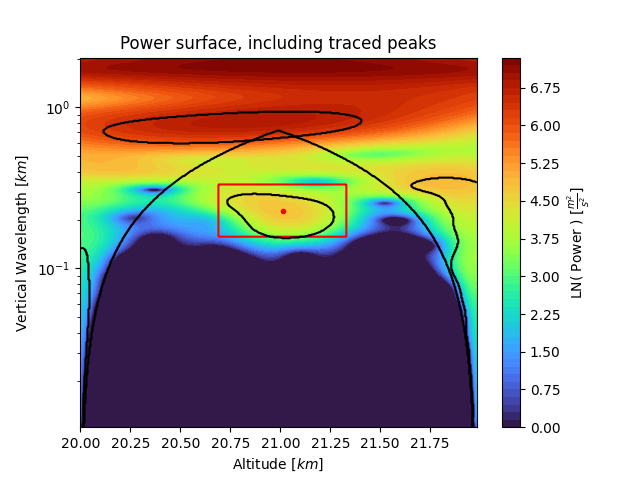 Power surface, including traced peaks
Vertical Wavelength [km]
10⁰
10⁻¹
20.00 20.25 20.50 20.75 21.00 21.25 21.50 21.75
Altitude [km]
6.75
6.00
5.25
4.50
3.75
3.00
2.25
1.50
0.75
0.00
LN( Power ) [m²/s²]